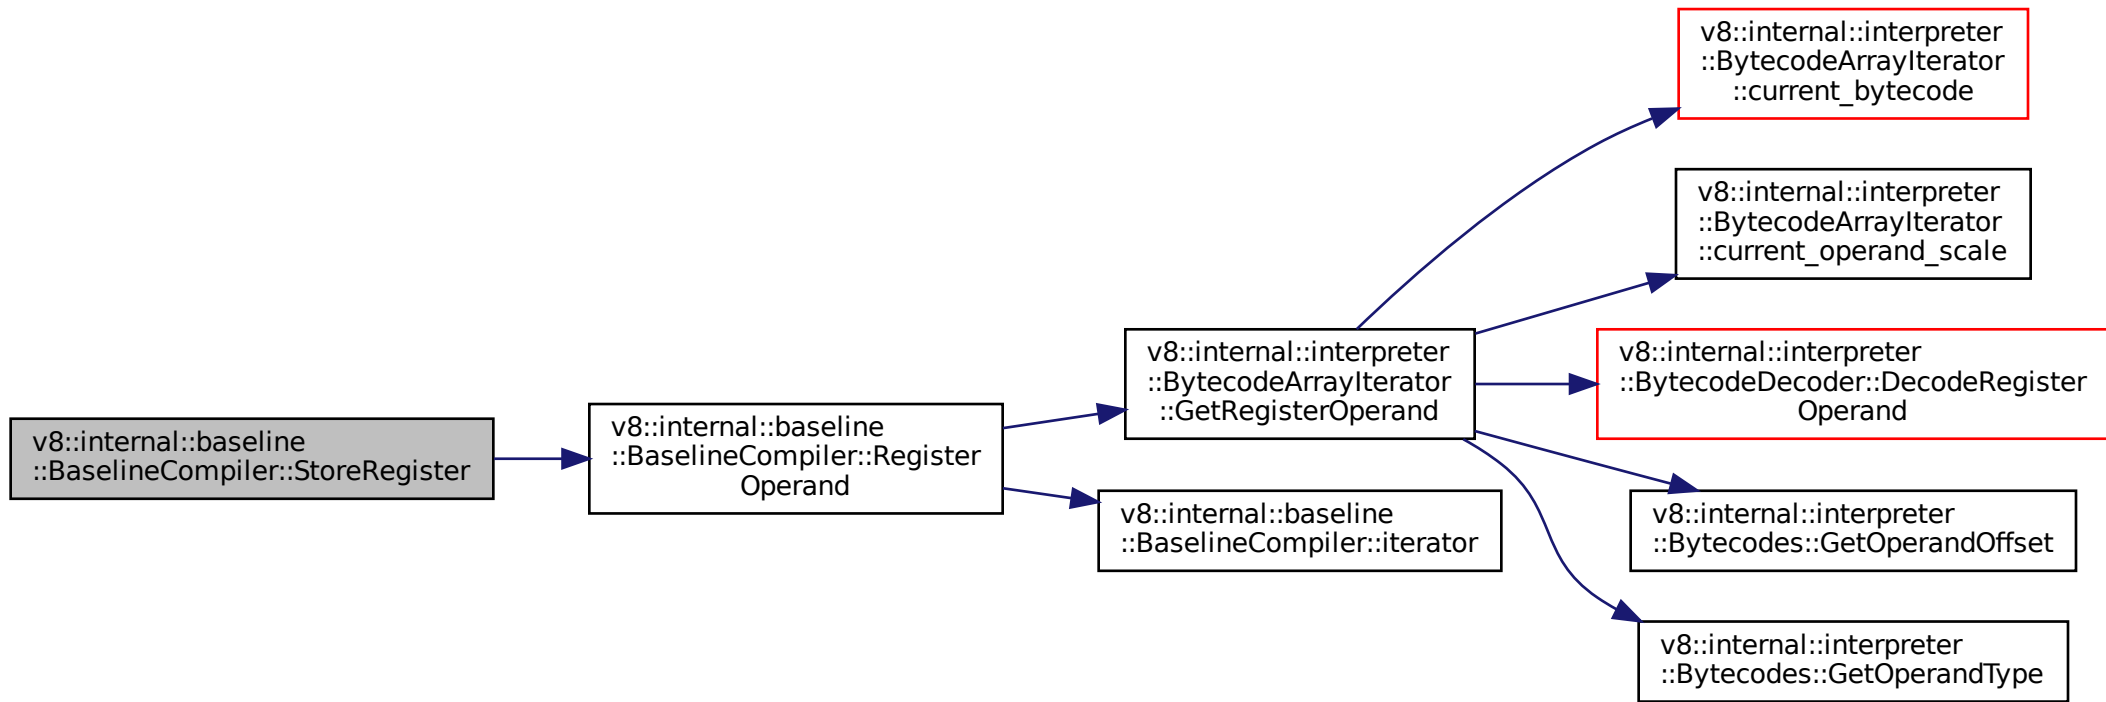 v8::internal::baseline
::BaselineCompiler::StoreRegister
v8::internal::baseline
::BaselineCompiler::Register
Operand
v8::internal::interpreter
::BytecodeArrayIterator
::GetRegisterOperand
v8::internal::baseline
::BaselineCompiler::iterator
v8::internal::interpreter
::BytecodeArrayIterator
::current_bytecode
v8::internal::interpreter
::BytecodeArrayIterator
::current_operand_scale
v8::internal::interpreter
::BytecodeDecoder::DecodeRegister
Operand
v8::internal::interpreter
::Bytecodes::GetOperandOffset
v8::internal::interpreter
::Bytecodes::GetOperandType